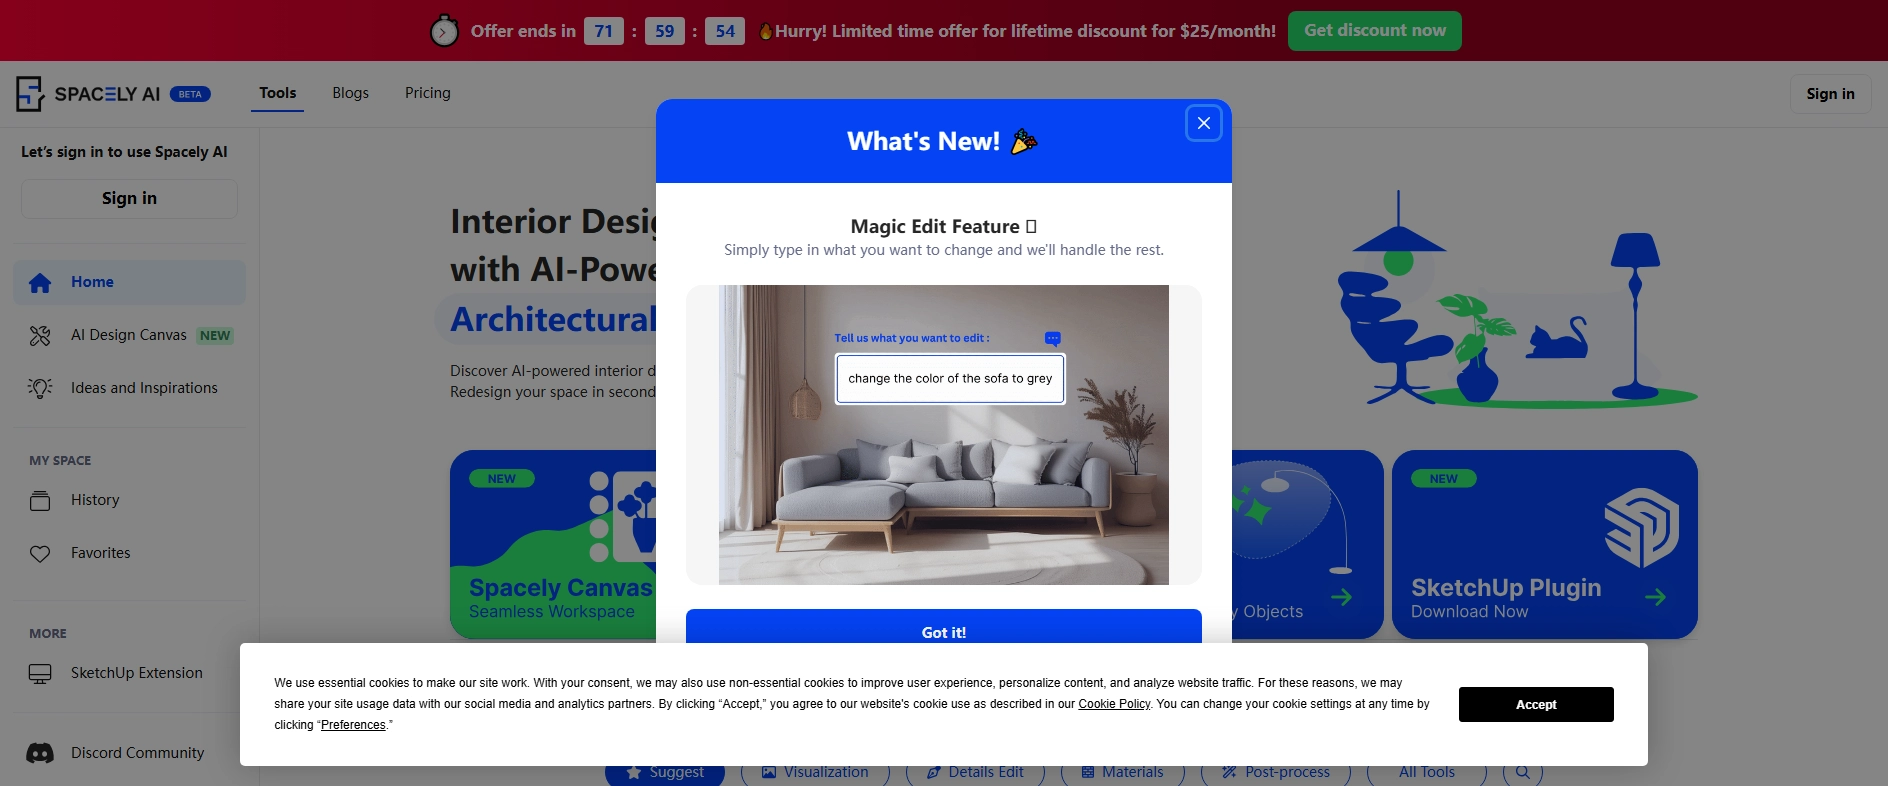 Offer ends in 71 : 59 : 54 Hurry! Limited time offer for lifetime discount for $25/month! Get discount now
SPACELY AI BETA
Tools Blogs Pricing
Sign in
Let's sign in to use Spacely AI
Sign in
Home
AI Design Canvas NEW
Ideas and Inspirations
MY SPACE
History
Favorites
MORE
SketchUp Extension
Discord Community
Interior Desig
with AI-Powe
Architectural
Discover AI-powered interior d
Redesign your space in second
What's New!
Magic Edit Feature
Simply type in what you want to change and we'll handle the rest.
Tell us what you want to edit :
change the color of the sofa to grey
Got it!
NEW
Spacely Canvas
Seamless Workspace
y Objects
NEW
SketchUp Plugin
Download Now
We use essential cookies to make our site work. With your consent, we may also use non-essential cookies to improve user experience, personalize content, and analyze website traffic. For these reasons, we may
share your site usage data with our social media and analytics partners. By clicking “Accept,” you agree to our website's cookie use as described in our Cookie Policy. You can change your cookie settings at any time by
clicking “Preferences.”
Accept
Suggest Visualization Details Edit Materials Post-process All Tools